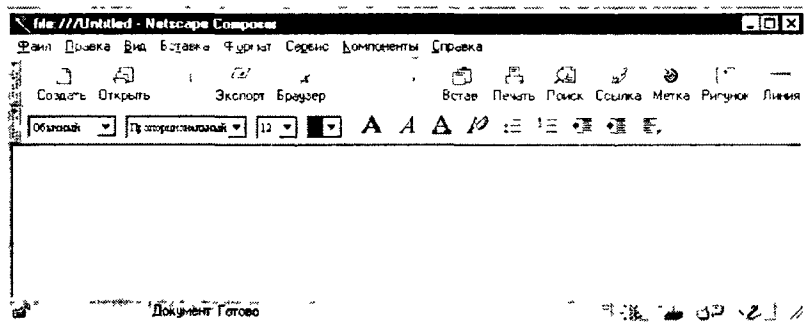 file:///Untitled - Netscape Composer
Файл Правка Вид Вставка Формат Сервис Компоненты Справка
Создать Открыть Экспорт Браузер Встав Печать Поиск Ссылка Метка Рисунок Линия
Обычный Пропорциональный 12 A A A
Документ Готово